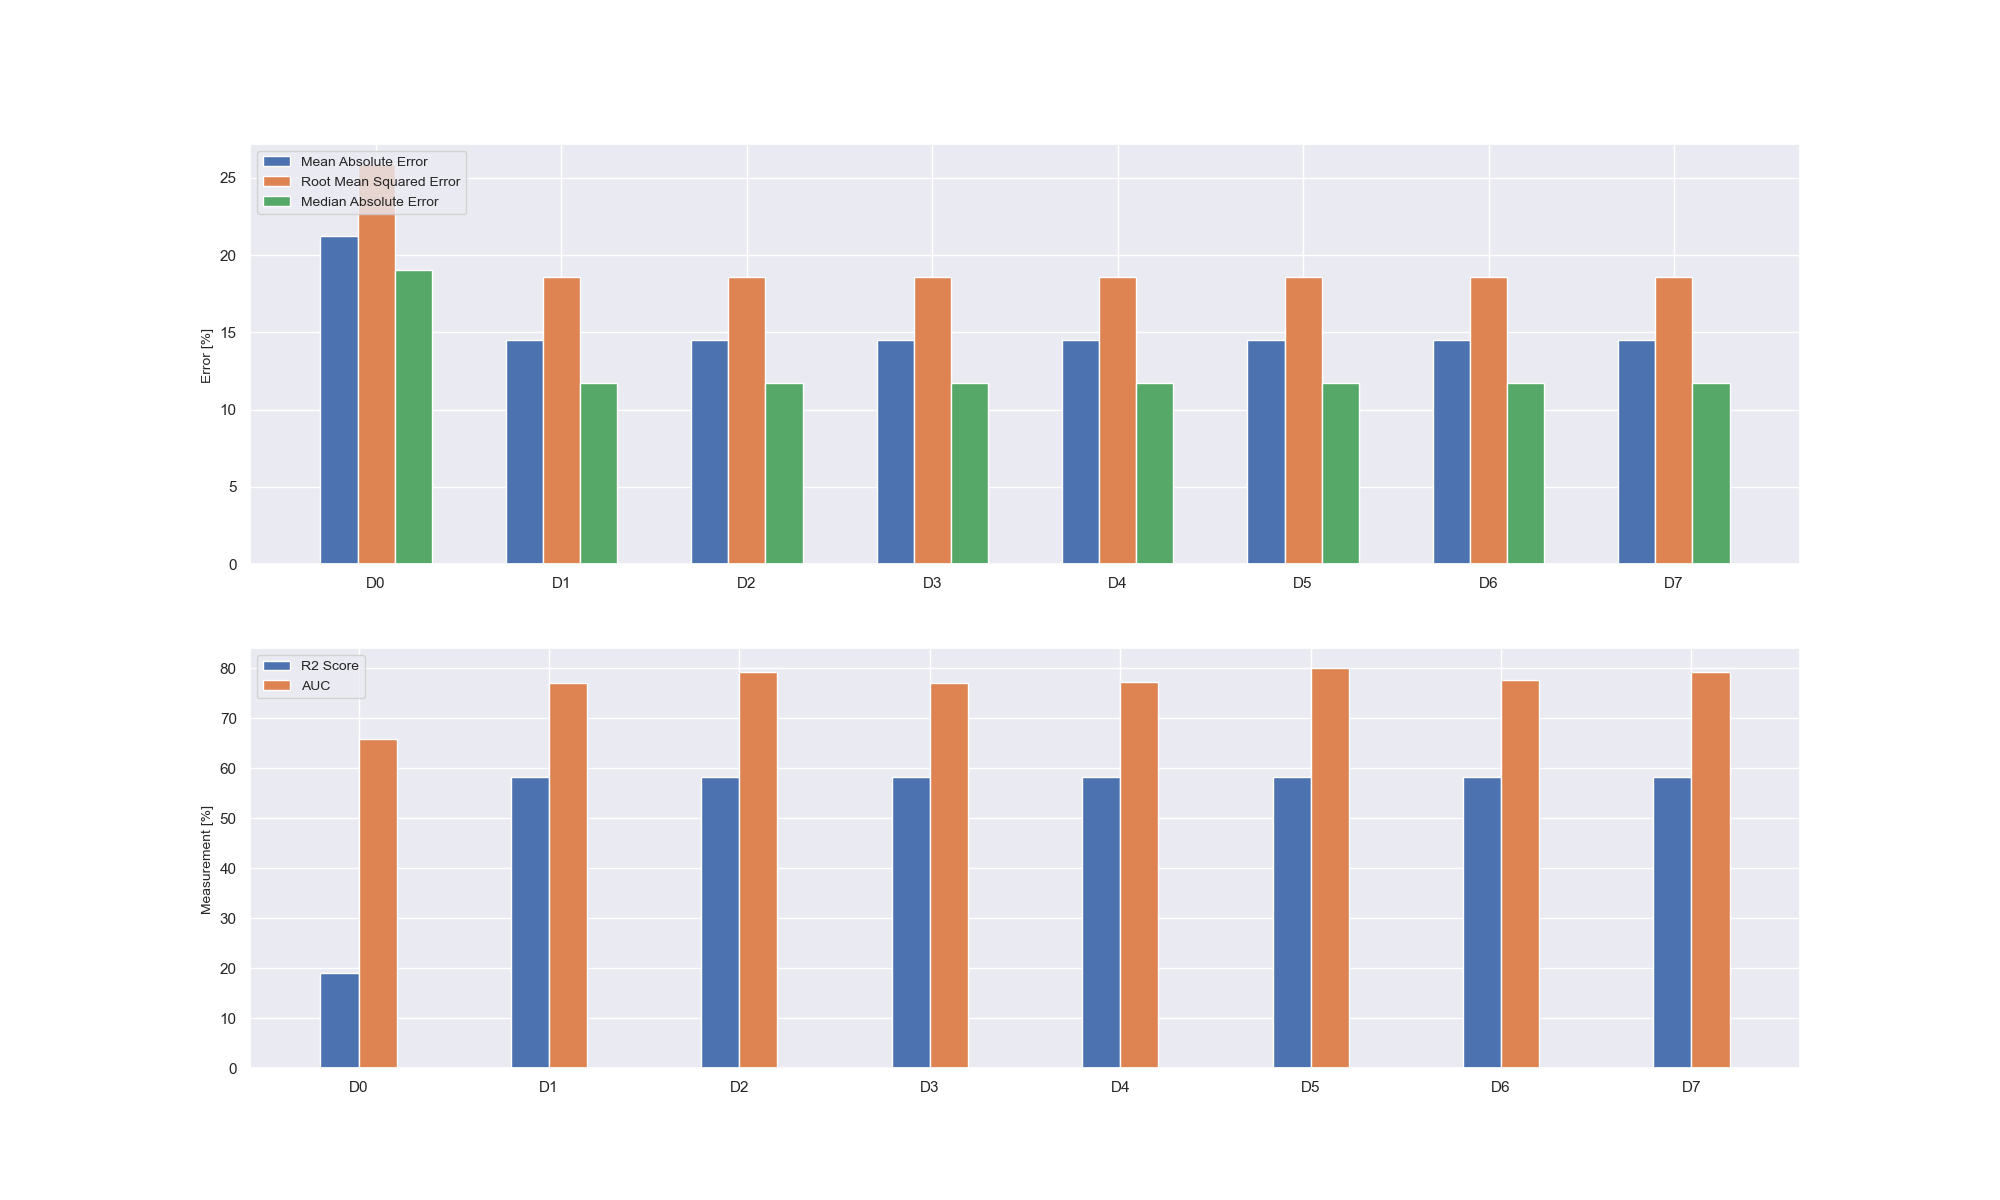 Mean Absolute Error
Root Mean Squared Error
Median Absolute Error
25
20
15
10
5
0
Error [%]
D0 D1 D2 D3 D4 D5 D6 D7
R2 Score
AUC
80
70
60
50
40
30
20
10
0
Measurement [%]
D0 D1 D2 D3 D4 D5 D6 D7